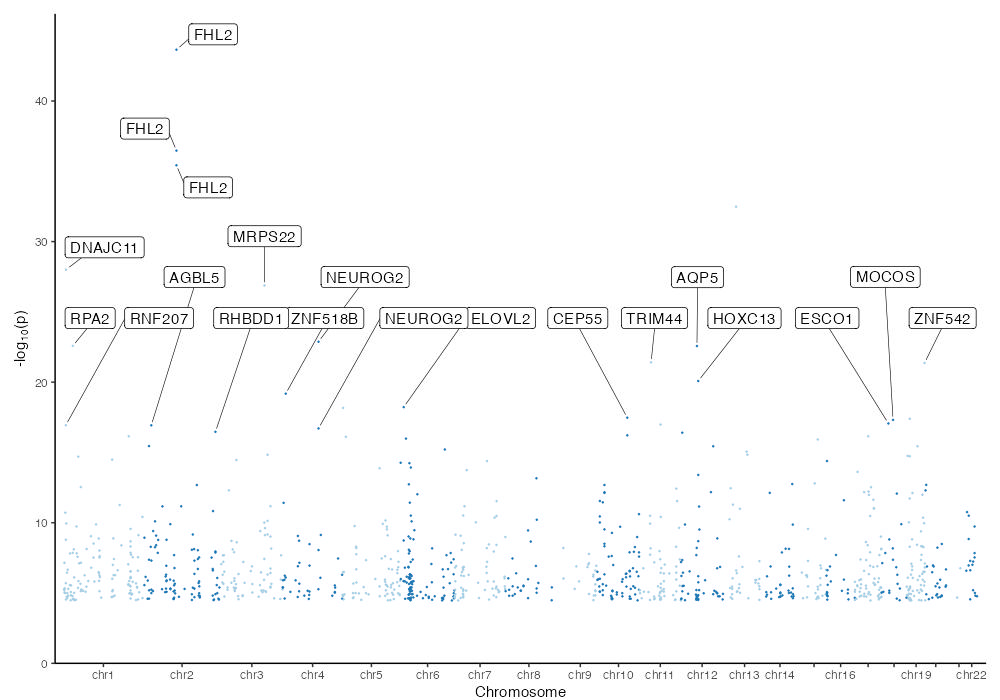 FHL2
40
FHL2
FHL2
MRPS22
30
DNAJC11
AGBL5
NEUROG2
AQP5
MOCOS
RPA2
RNF207
RHBDD1
ZNF518B
NEUROG2
ELOVL2
CEP55
TRIM44
HOXC13
ESCO1
ZNF542
-log10(p)
20
10
0
chr1
chr2
chr3
chr4
chr5
chr6
chr7
chr8
chr9
chr10
chr11
chr12
chr13
chr14
chr16
chr19
chr22
Chromosome